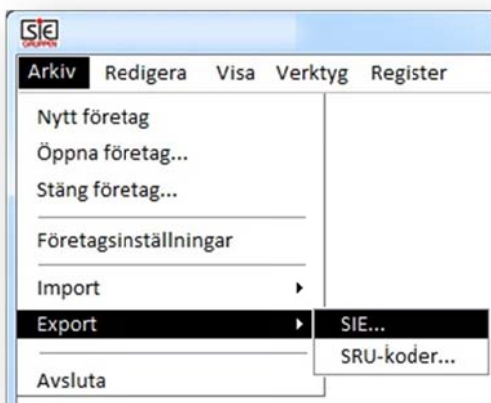 SIE
GRUPPEN
Arkiv Redigera Visa Verktyg Register
Nytt företag
Öppna företag...
Stäng företag...
Företagsinställningar
Import
Export
SIE...
SRU-koder...
Avsluta